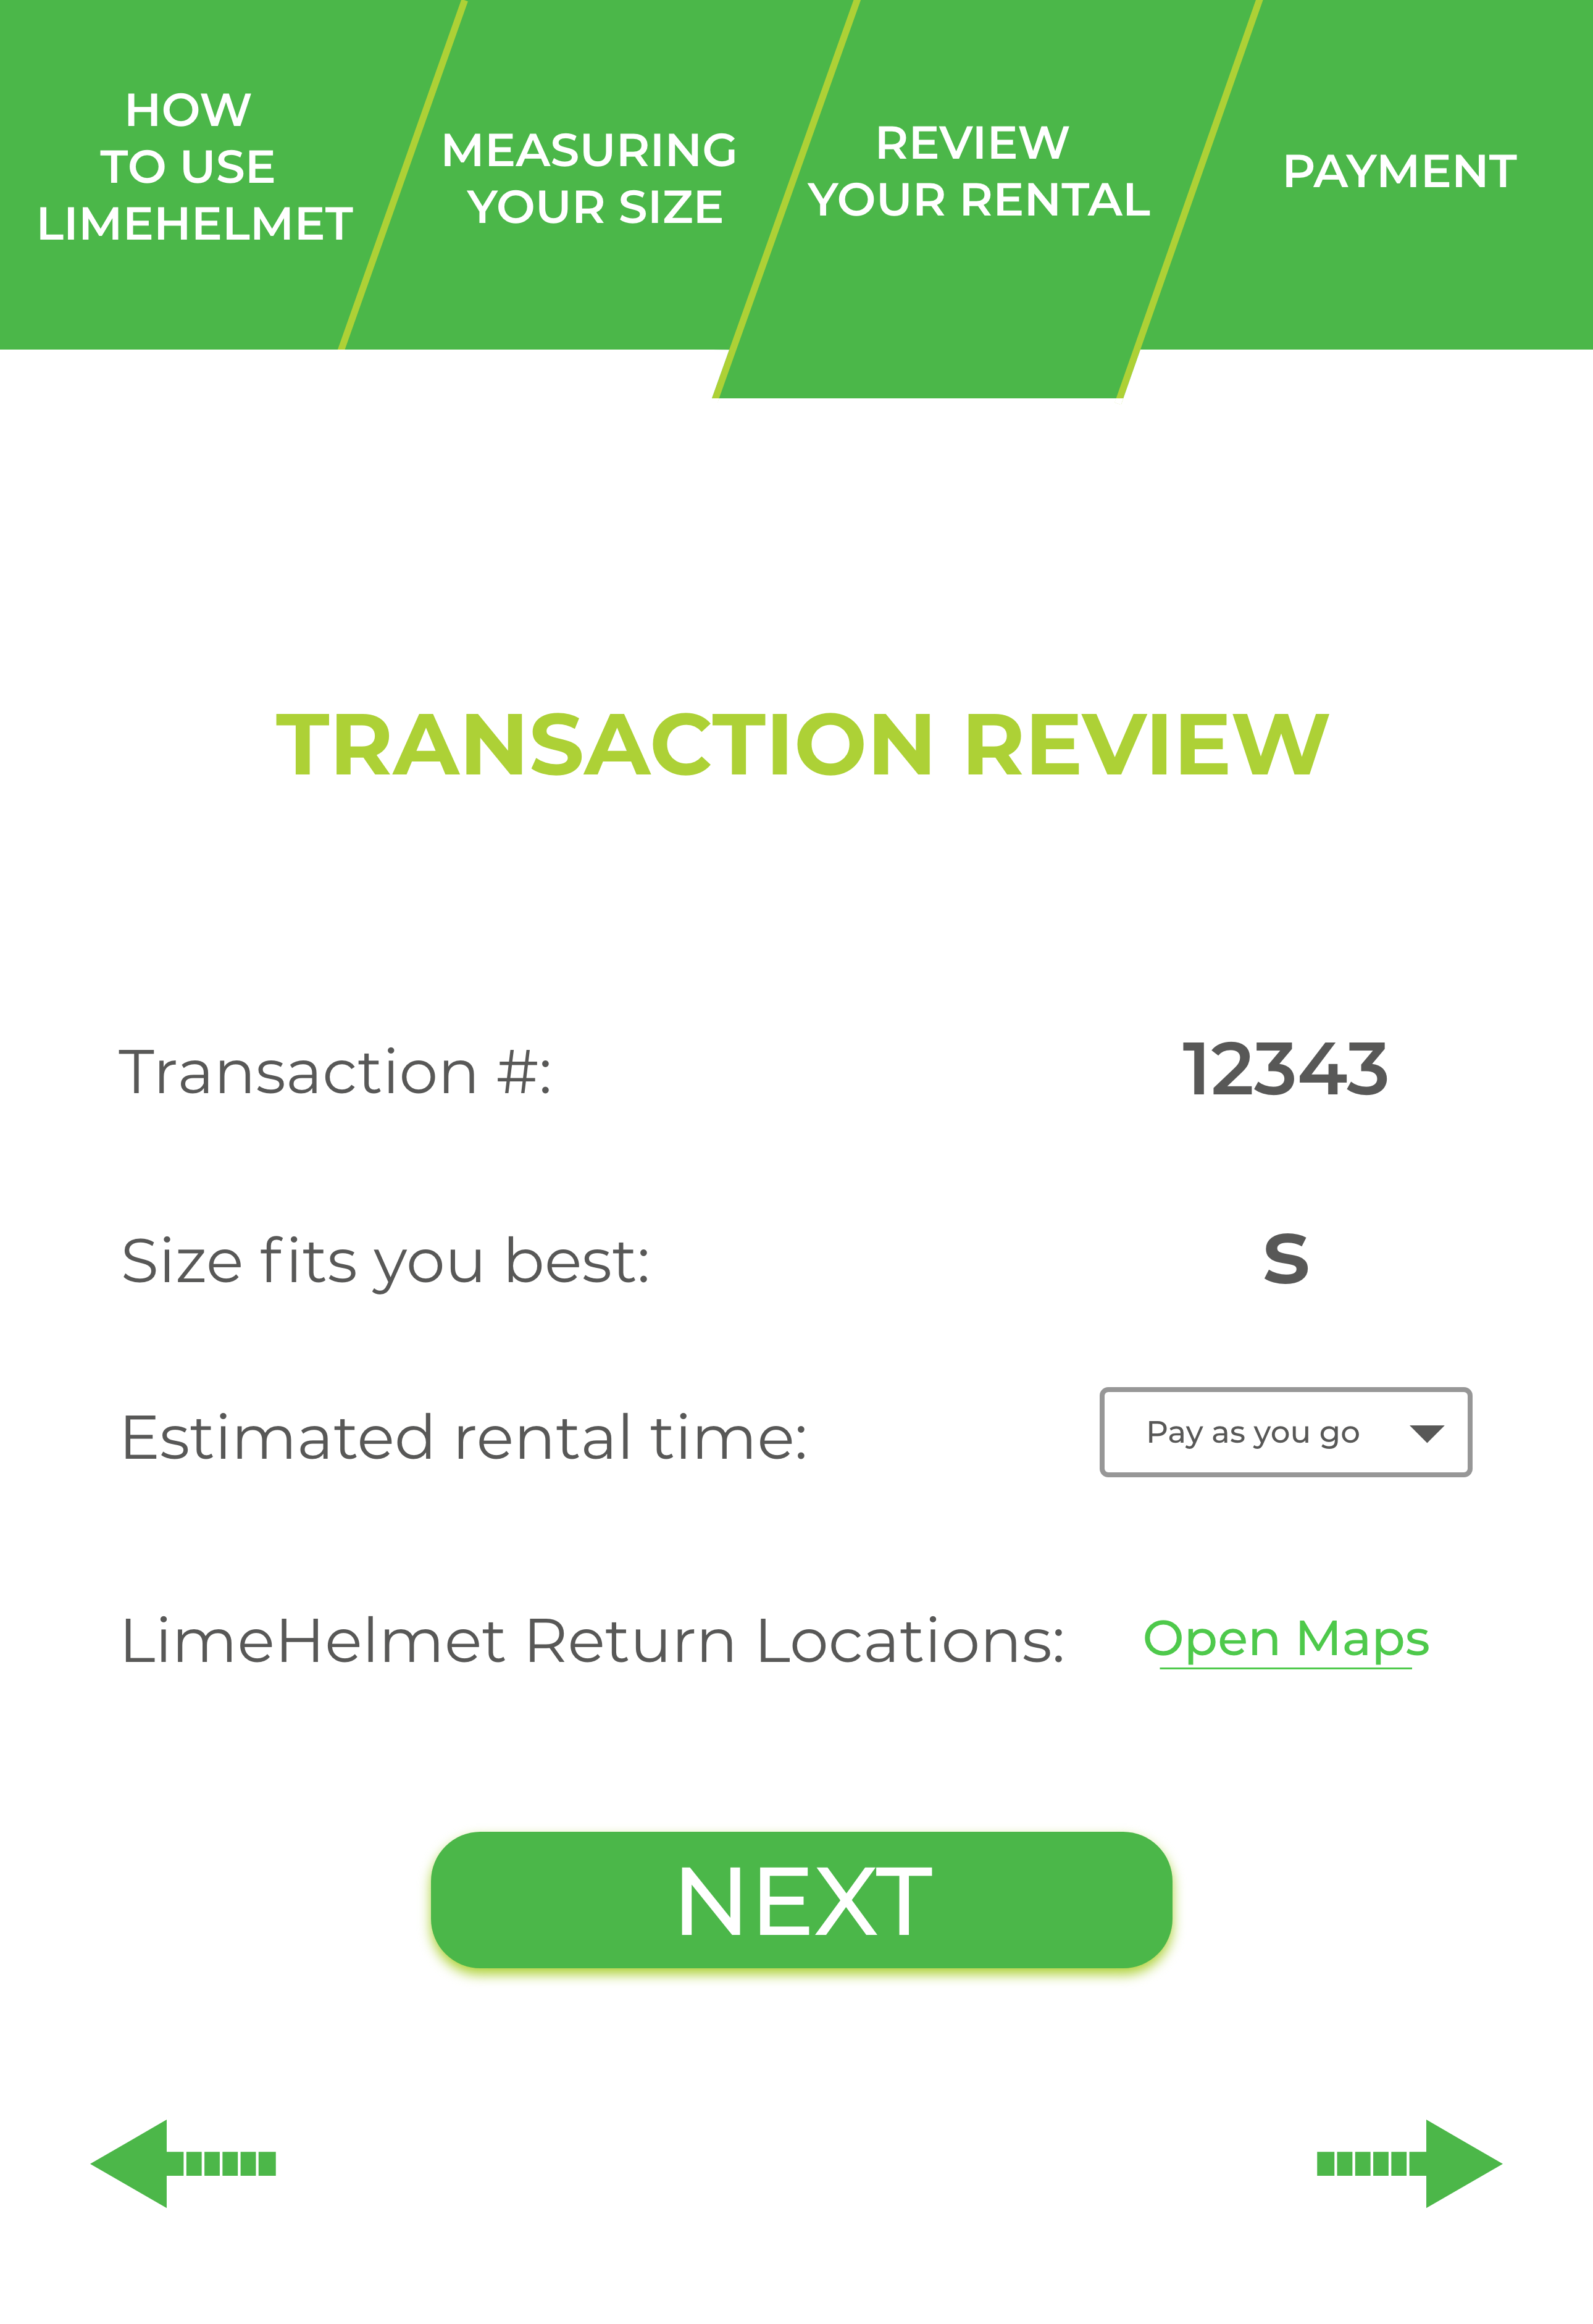 HOW
TO USE
LIMEHELMET
MEASURING
YOUR SIZE
REVIEW
YOUR RENTAL
PAYMENT
TRANSACTION REVIEW
Transaction #: 12343
Size fits you best: S
Estimated rental time: Pay as you go
LimeHelmet Return Locations: Open Maps
NEXT